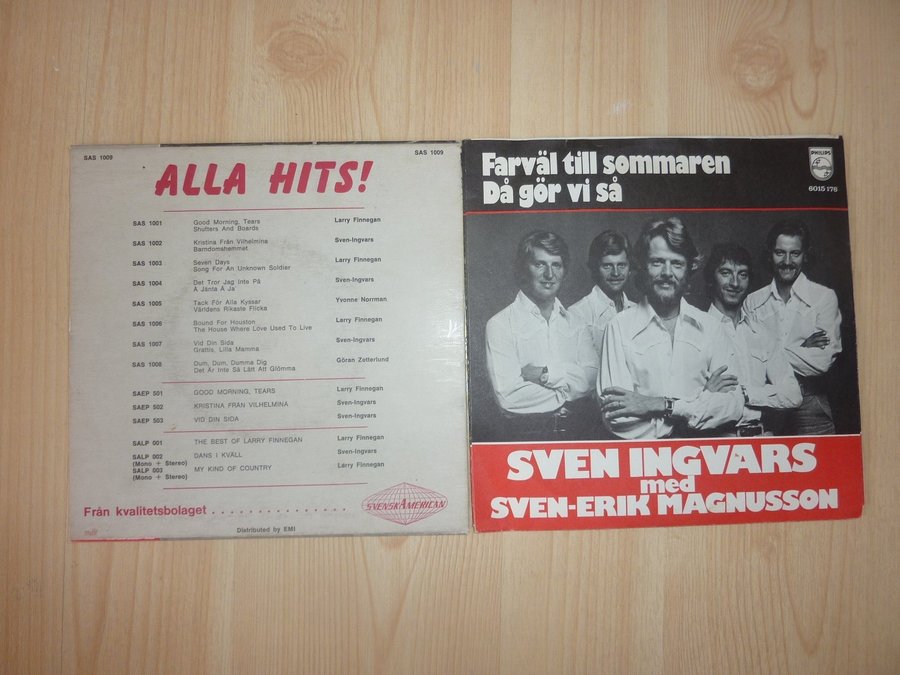 SAS 1009 SAS 1009
ALLA HITS!
SAS 1001 Good Morning, Tears Larry Finnegan
Shutters And Boards
SAS 1002 Kristina Från Vilhelmina Sven-Ingvars
Barndomshemmet
SAS 1003 Seven Days Larry Finnegan
Song For An Unknown Soldier
SAS 1004 Det Tror Jag Inte På Sven-Ingvars
Å Jänta Å Ja'
SAS 1005 Tack För Alla Kyssar Yvonne Norrman
Världens Rikaste Flicka
SAS 1006 Bound For Houston Larry Finnegan
The House Where Love Used To Live
SAS 1007 Vid Din Sida Sven-Ingvars
Grattis, Lilla Mamma
SAS 1008 Dum, Dum, Dumma Dig Göran Zetterlund
Det Är Inte Så Lätt Att Glömma
SAEP 501 GOOD MORNING, TEARS Larry Finnegan
SAEP 502 KRISTINA FRÅN VILHELMINA Sven-Ingvars
SAEP 503 VID DIN SIDA Sven-Ingvars
SALP 001 THE BEST OF LARRY FINNEGAN Larry Finnegan
SALP 002 DANS I KVÄLL Sven-Ingvars
(Mono + Stereo)
SALP 003 MY KIND OF COUNTRY Larry Finnegan
(Mono + Stereo)
Från kvalitetsbolaget . . . . . . . . . . . . . . .
SVENSKAMERICAN
Distributed by EMI
Farväl till sommaren
Då gör vi så
PHILIPS
6015 176
SVEN INGVARS
med
SVEN-ERIK MAGNUSSON